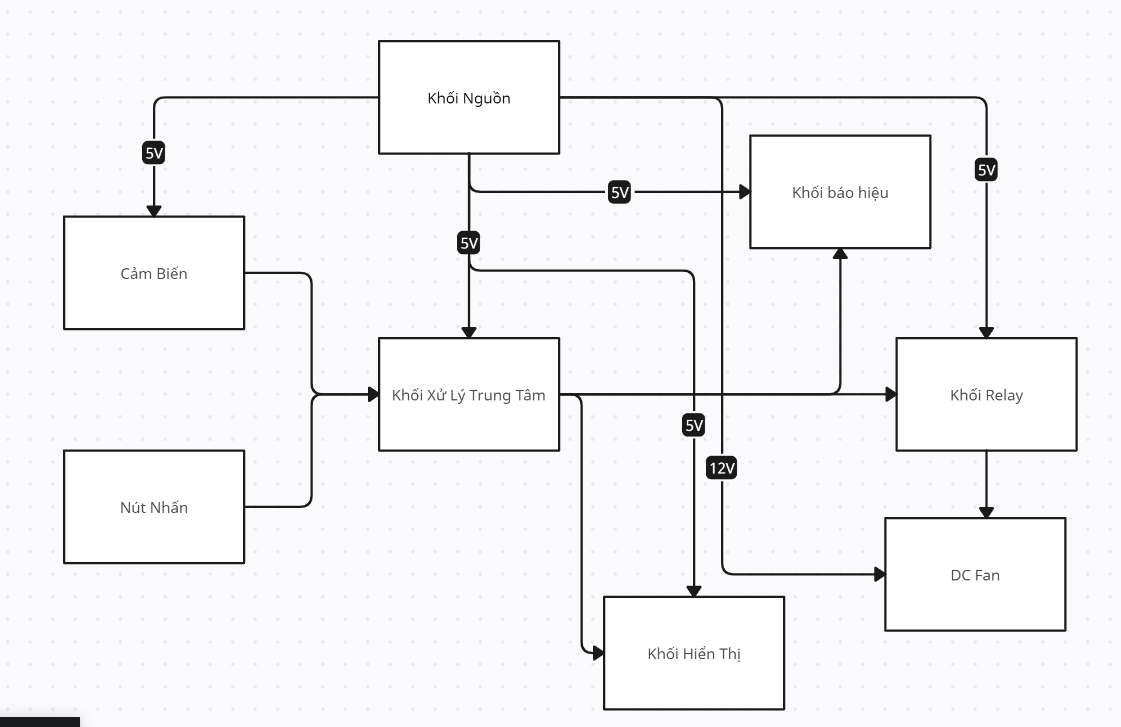 Khối Nguồn
5V
5V
Khối báo hiệu
5V
5V
Cảm Biến
Khối Xử Lý Trung Tâm
Khối Relay
5V
12V
Nút Nhấn
DC Fan
Khối Hiển Thị